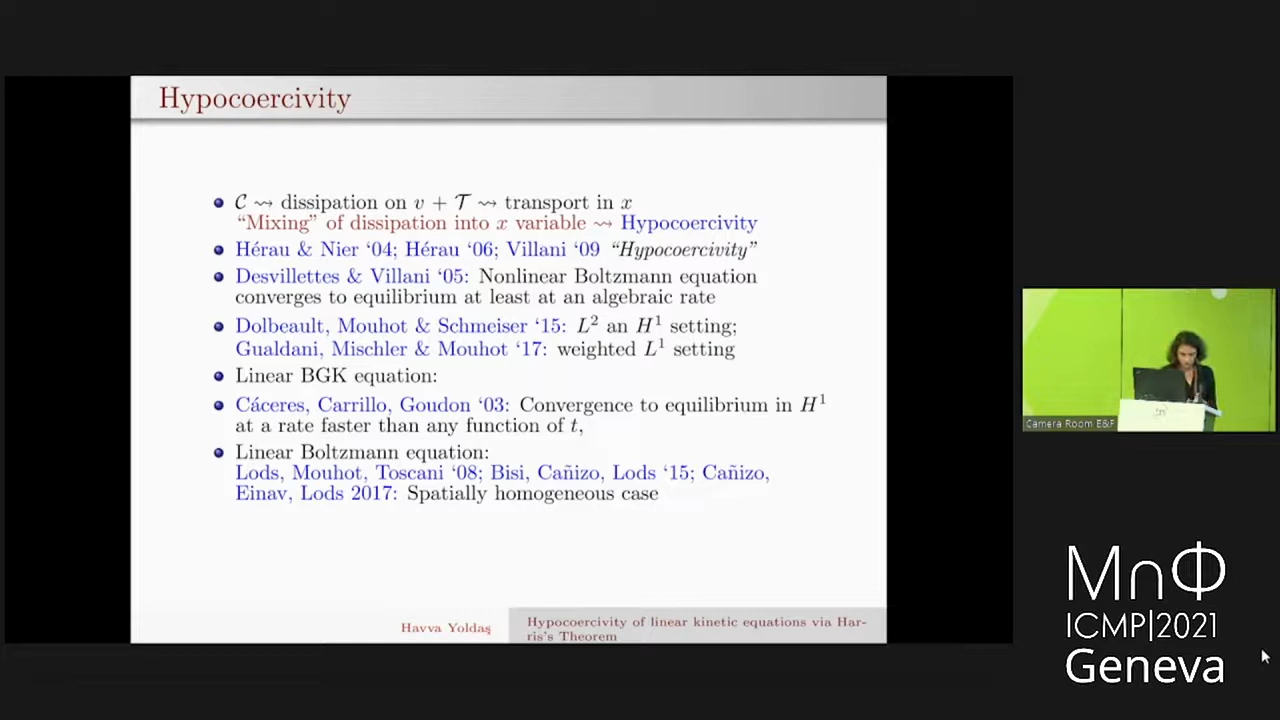 Hypocoercivity
𝒞 ⇝ dissipation on v + 𝒯 ⇝ transport in x
“Mixing” of dissipation into x variable ⇝ Hypocoercivity
Hérau & Nier ‘04; Hérau ‘06; Villani ‘09 “Hypocoercivity”
Desvillettes & Villani ‘05: Nonlinear Boltzmann equation
converges to equilibrium at least at an algebraic rate
Dolbeault, Mouhot & Schmeiser ‘15: L² an H¹ setting;
Gualdani, Mischler & Mouhot ‘17: weighted L¹ setting
Linear BGK equation:
Cáceres, Carrillo, Goudon ‘03: Convergence to equilibrium in H¹
at a rate faster than any function of t,
Linear Boltzmann equation:
Lods, Mouhot, Toscani ‘08; Bisi, Cañizo, Lods ‘15; Cañizo,
Einav, Lods 2017: Spatially homogeneous case
Havva Yoldaş
Hypocoercivity of linear kinetic equations via Har-
ris's Theorem
Camera Room E&F
M∩Φ
ICMP|2021
Geneva